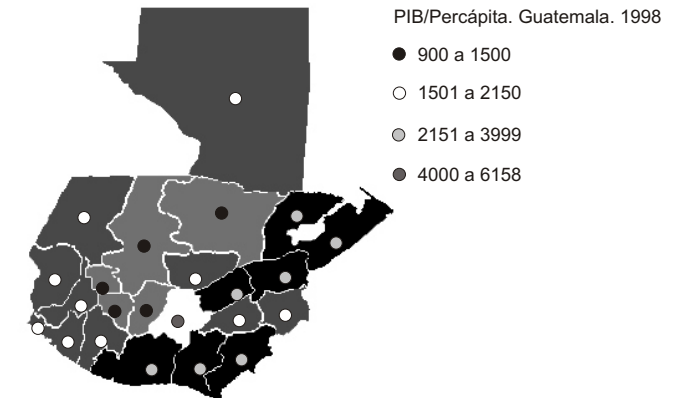 PIB/Percápita. Guatemala. 1998
900 a 1500
1501 a 2150
2151 a 3999
4000 a 6158